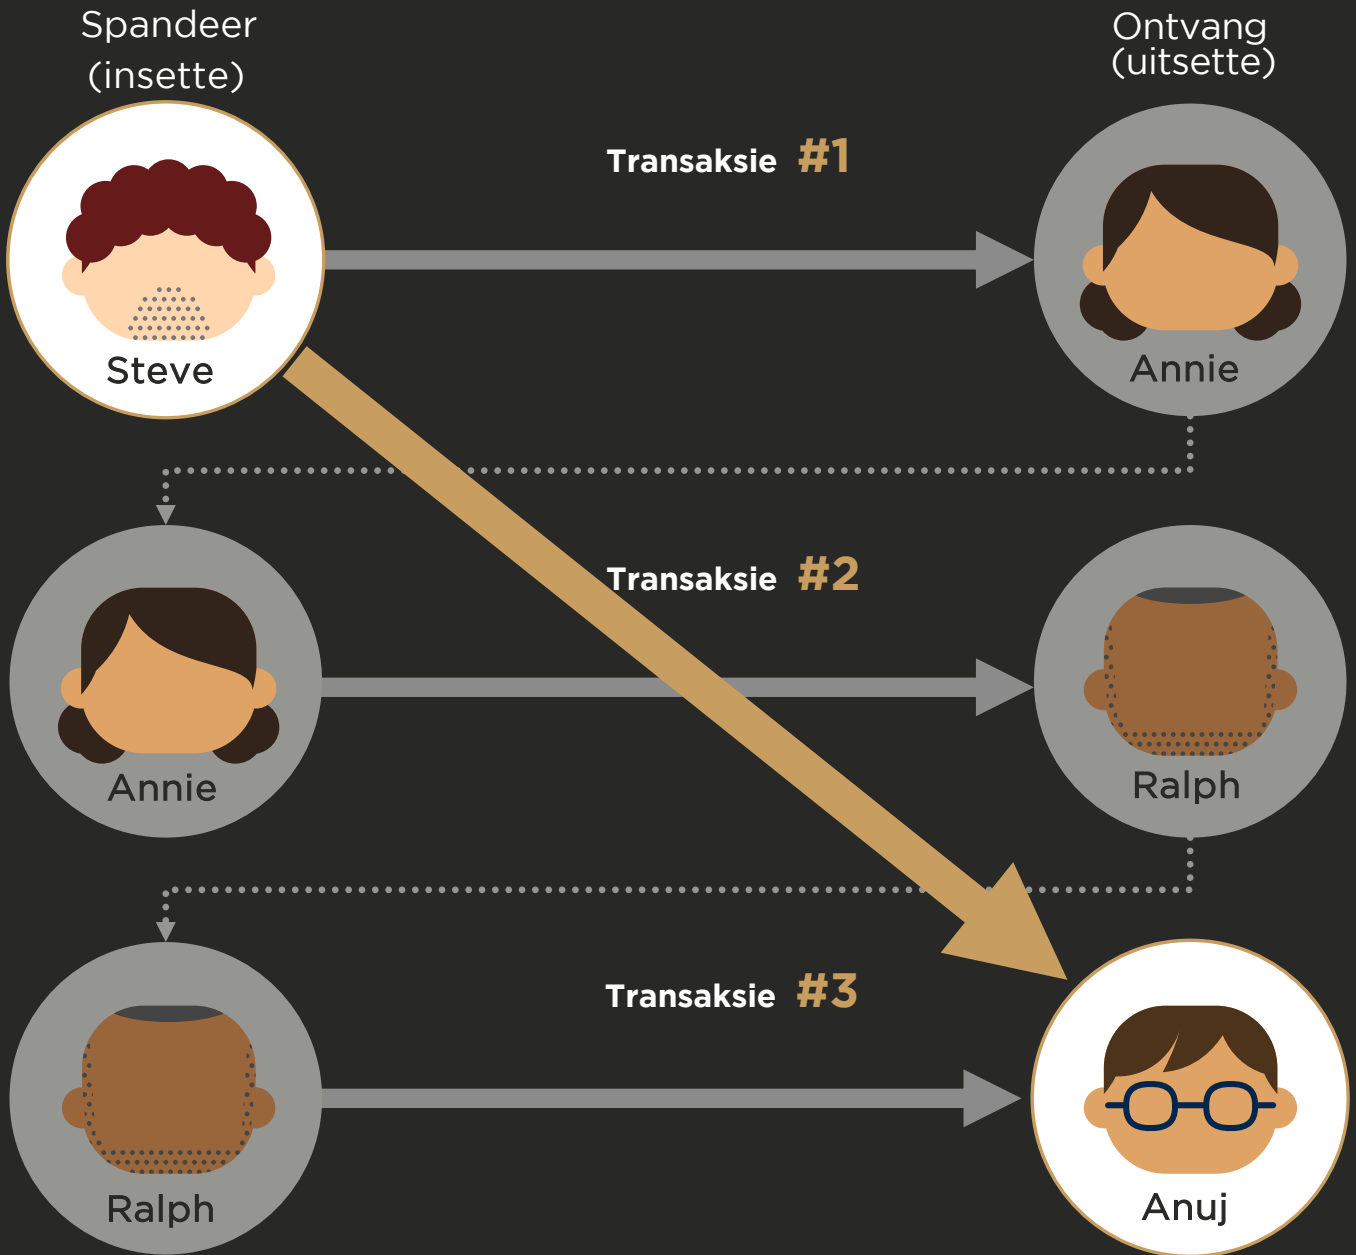 Spandeer
(insette)
Ontvang
(uitsette)
Transaksie #1
Steve
Annie
Transaksie #2
Annie
Ralph
Transaksie #3
Ralph
Anuj